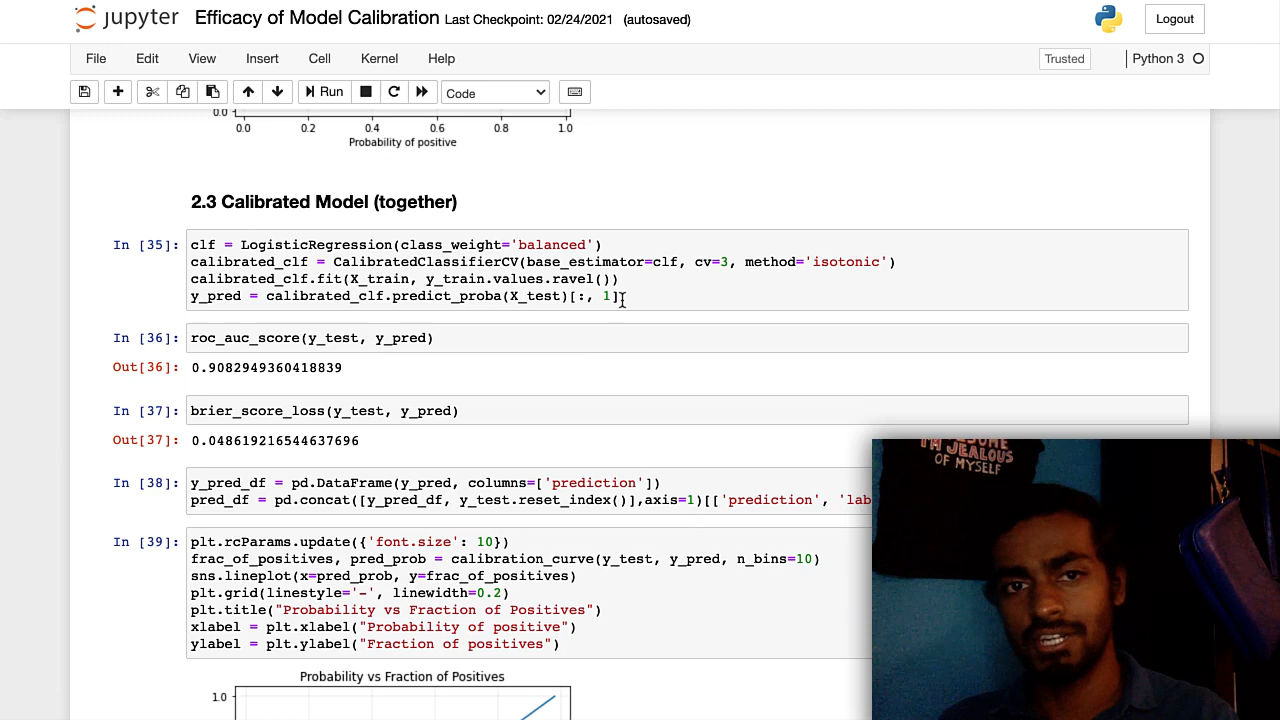 jupyter Efficacy of Model Calibration Last Checkpoint: 02/24/2021 (autosaved) Logout
File Edit View Insert Cell Kernel Help Trusted Python 3
Run Code
0.0
0.0 0.2 0.4 0.6 0.8 1.0
Probability of positive
2.3 Calibrated Model (together)
In [35]: clf = LogisticRegression(class_weight='balanced')
calibrated_clf = CalibratedClassifierCV(base_estimator=clf, cv=3, method='isotonic')
calibrated_clf.fit(X_train, y_train.values.ravel())
y_pred = calibrated_clf.predict_proba(X_test)[:, 1]
In [36]: roc_auc_score(y_test, y_pred)
Out[36]: 0.9082949360418839
In [37]: brier_score_loss(y_test, y_pred)
Out[37]: 0.048619216544637696
In [38]: y_pred_df = pd.DataFrame(y_pred, columns=['prediction'])
pred_df = pd.concat([y_pred_df, y_test.reset_index()],axis=1)[['prediction', 'lab
In [39]: plt.rcParams.update({'font.size': 10})
frac_of_positives, pred_prob = calibration_curve(y_test, y_pred, n_bins=10)
sns.lineplot(x=pred_prob, y=frac_of_positives)
plt.grid(linestyle='-', linewidth=0.2)
plt.title("Probability vs Fraction of Positives")
xlabel = plt.xlabel("Probability of positive")
ylabel = plt.ylabel("Fraction of positives")
Probability vs Fraction of Positives
1.0
I'M JEALOUS
OF MYSELF